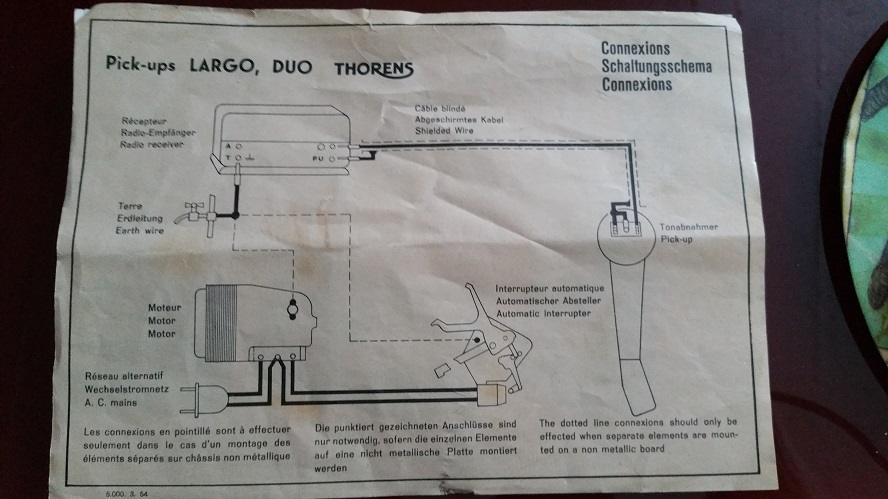 Pick-ups LARGO, DUO THORENS
Connexions
Schaltungsschema
Connexions
Récepteur
Radio-Empfänger
Radio receiver
Câble blindé
Abgeschirmtes Kabel
Shielded Wire
A
T
PU
Terre
Erdleitung
Earth wire
Tonabnehmer
Pick-up
Moteur
Motor
Motor
Interrupteur automatique
Automatischer Absteller
Automatic Interrupter
Réseau alternatif
Wechselstromnetz
A. C. mains
Les connexions en pointillé sont à effectuer
seulement dans le cas d'un montage des
éléments séparés sur châssis non métallique
Die punktiert gezeichneten Anschlüsse sind
nur notwendig, sofern die einzelnen Elemente
auf eine nicht metallische Platte montiert
werden
The dotted line connections should only be
effected when separate elements are moun-
ted on a non metallic board
5.000. 3. 54